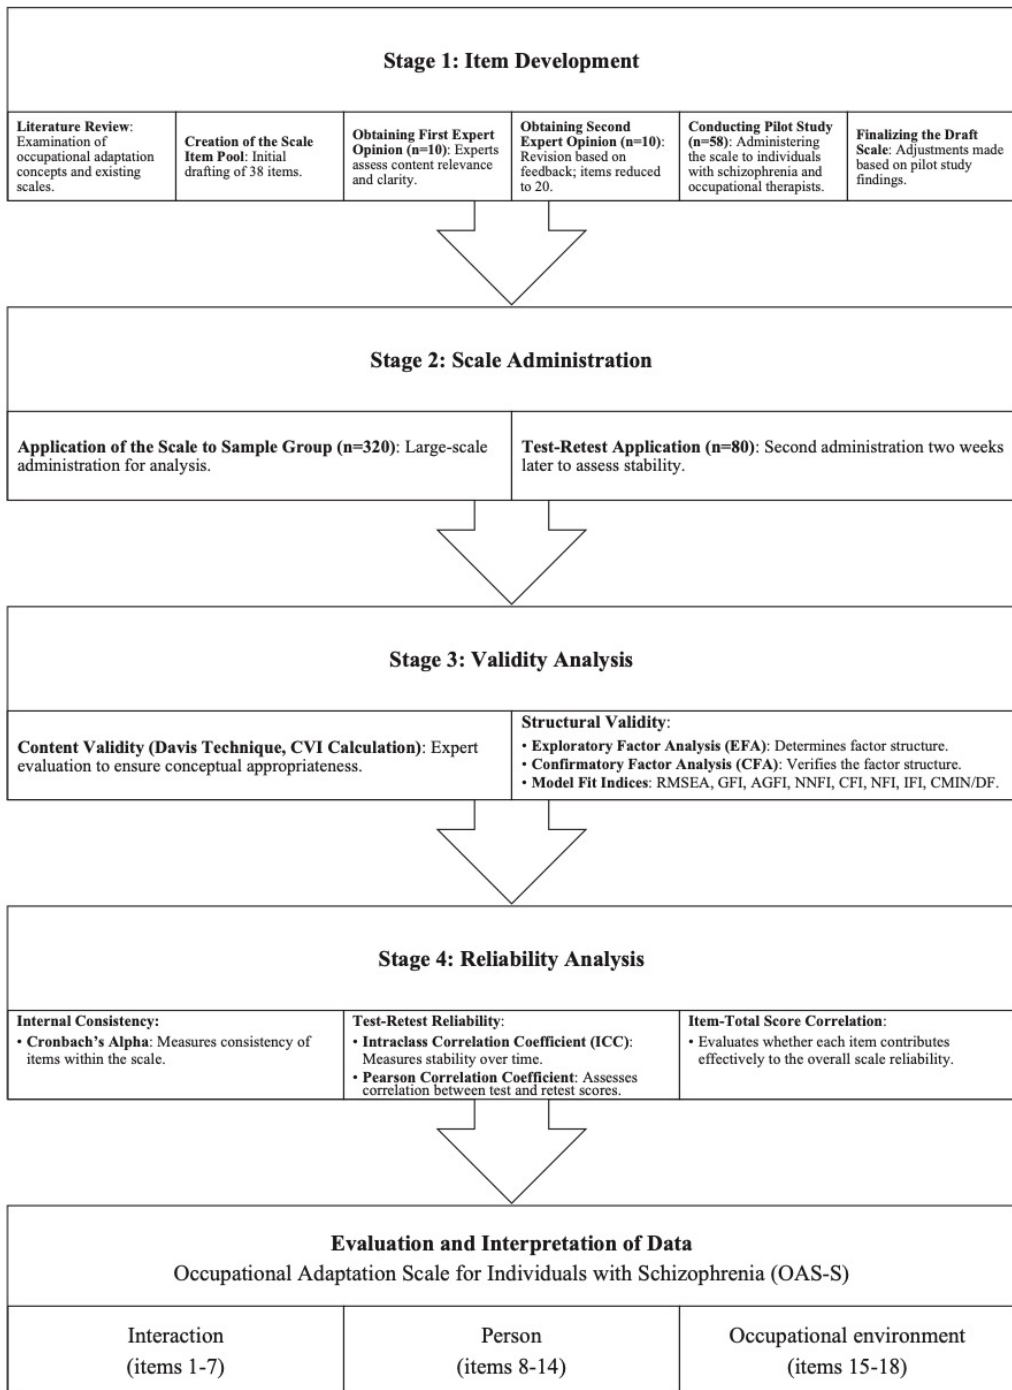 Stage 1: Item Development
Literature Review:
Examination of
occupational adaptation
concepts and existing
scales.
Creation of the Scale
Item Pool: Initial
drafting of 38 items.
Obtaining First Expert
Opinion (n=10): Experts
assess content relevance
and clarity.
Obtaining Second
Expert Opinion (n=10):
Revision based on
feedback; items reduced
to 20.
Conducting Pilot Study
(n=58): Administering
the scale to individuals
with schizophrenia and
occupational therapists.
Finalizing the Draft
Scale: Adjustments made
based on pilot study
findings.
Stage 2: Scale Administration
Application of the Scale to Sample Group (n=320): Large-scale
administration for analysis.
Test-Retest Application (n=80): Second administration two weeks
later to assess stability.
Stage 3: Validity Analysis
Content Validity (Davis Technique, CVI Calculation): Expert
evaluation to ensure conceptual appropriateness.
Structural Validity:
• Exploratory Factor Analysis (EFA): Determines factor structure.
• Confirmatory Factor Analysis (CFA): Verifies the factor structure.
• Model Fit Indices: RMSEA, GFI, AGFI, NNFI, CFI, NFI, IFI, CMIN/DF.
Stage 4: Reliability Analysis
Internal Consistency:
• Cronbach's Alpha: Measures consistency of
items within the scale.
Test-Retest Reliability:
• Intraclass Correlation Coefficient (ICC):
Measures stability over time.
• Pearson Correlation Coefficient: Assesses
correlation between test and retest scores.
Item-Total Score Correlation:
• Evaluates whether each item contributes
effectively to the overall scale reliability.
Evaluation and Interpretation of Data
Occupational Adaptation Scale for Individuals with Schizophrenia (OAS-S)
Interaction
(items 1-7)
Person
(items 8-14)
Occupational environment
(items 15-18)